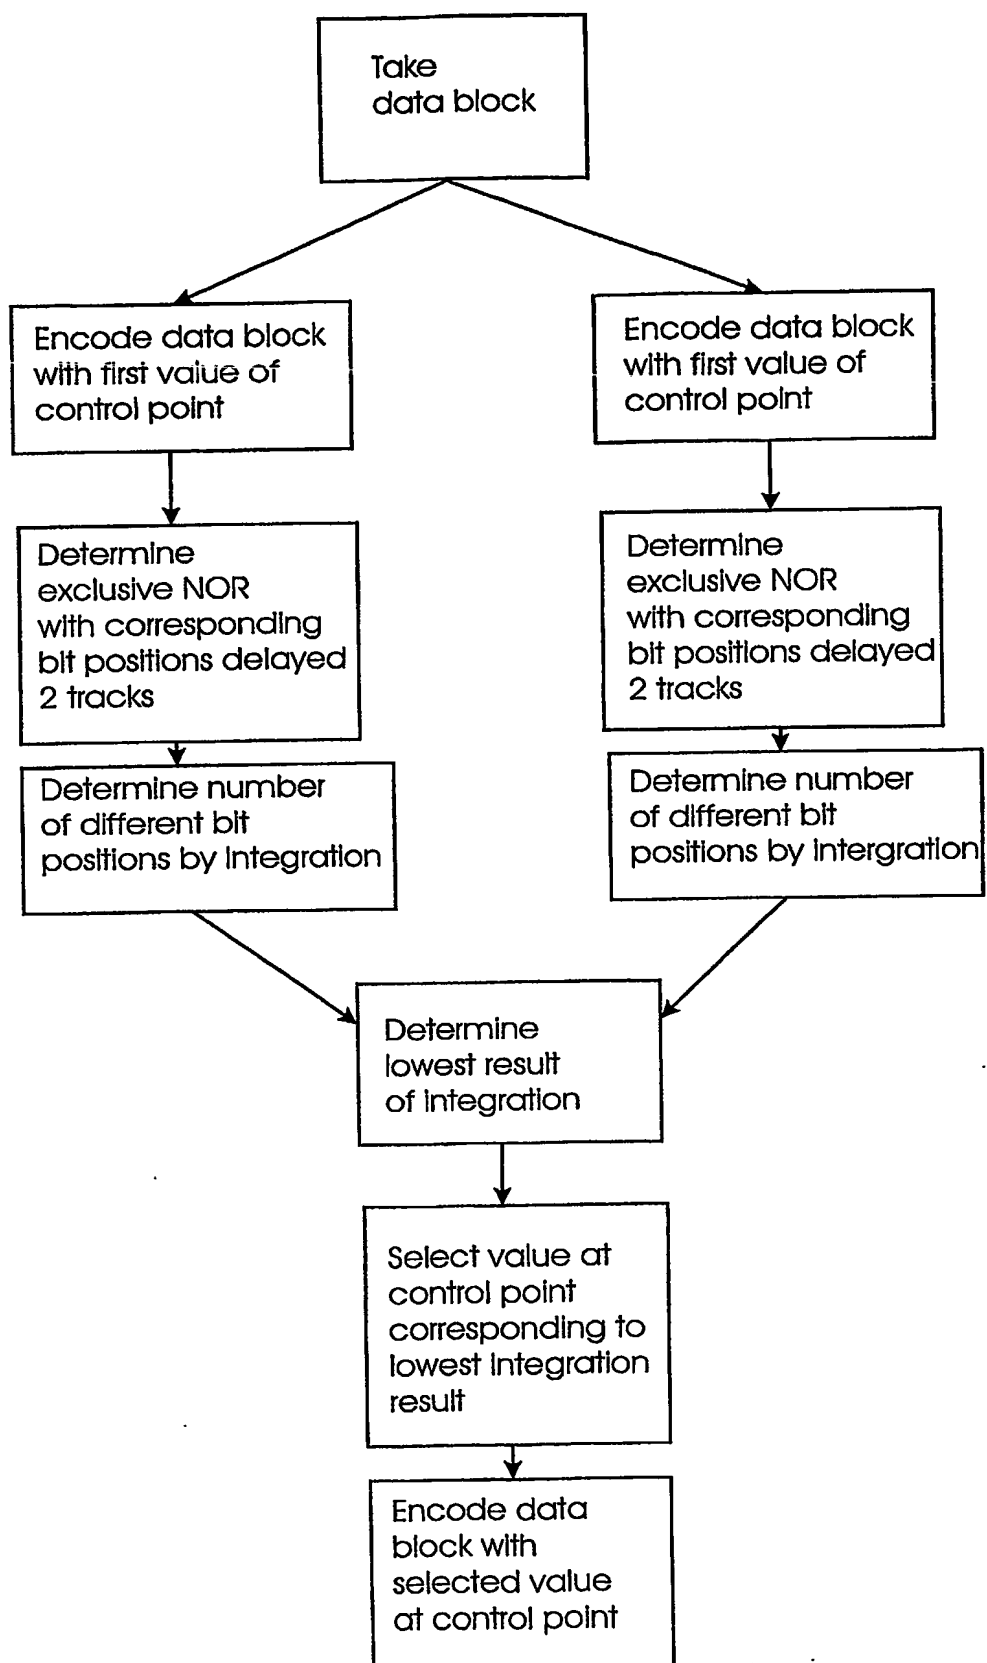 Take
data block
Encode data block
with first value of
control point
Encode data block
with first value of
control point
Determine
exclusive NOR
with corresponding
bit positions delayed
2 tracks
Determine
exclusive NOR
with corresponding
bit positions delayed
2 tracks
Determine number
of different bit
positions by integration
Determine number
of different bit
positions by intergration
Determine
lowest result
of integration
Select value at
control point
corresponding to
lowest integration
result
Encode data
block with
selected value
at control point